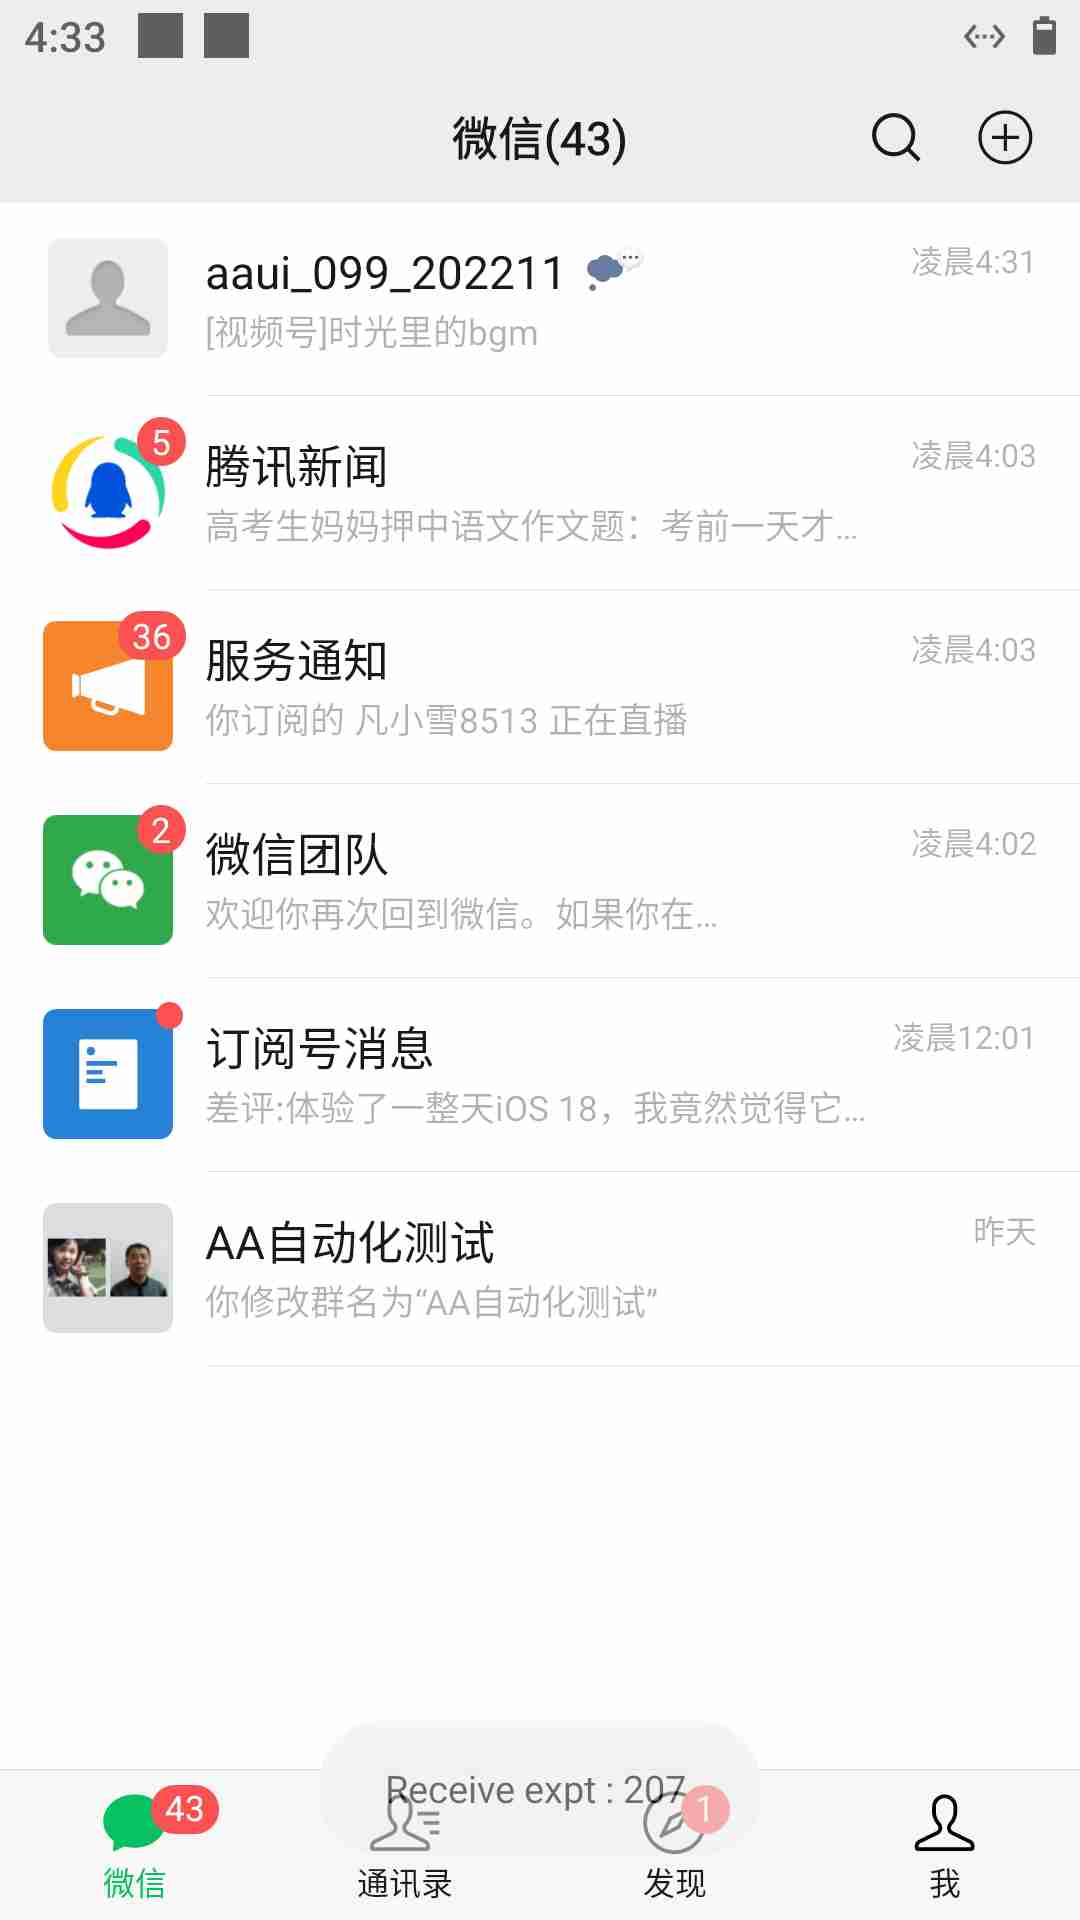 4:33
微信(43)
aaui_099_202211
凌晨4:31
[视频号]时光里的bgm
5
腾讯新闻
凌晨4:03
高考生妈妈押中语文作文题：考前一天才...
36
服务通知
凌晨4:03
你订阅的 凡小雪8513 正在直播
2
微信团队
凌晨4:02
欢迎你再次回到微信。如果你在...
订阅号消息
凌晨12:01
差评:体验了一整天iOS 18，我竟然觉得它...
AA自动化测试
昨天
你修改群名为“AA自动化测试”
Receive expt : 207
43
1
微信
通讯录
发现
我